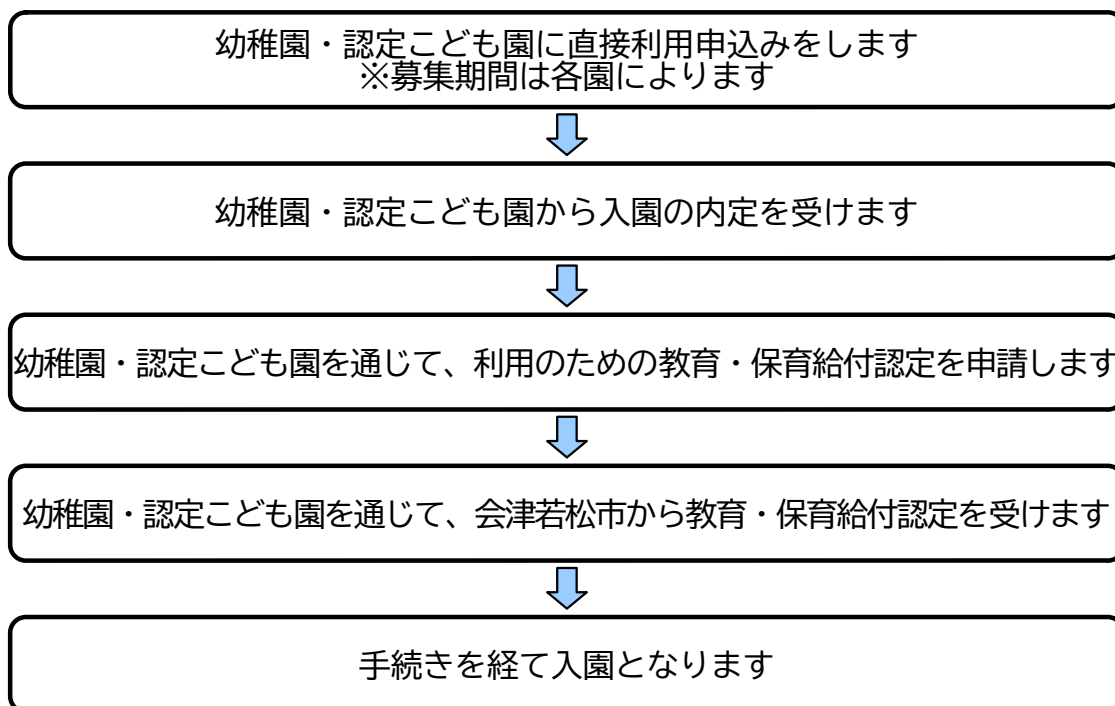 幼稚園・認定こども園に直接利用申込みをします
※募集期間は各園によります
幼稚園・認定こども園から入園の内定を受けます
幼稚園・認定こども園を通じて、利用のための教育・保育給付認定を申請します
幼稚園・認定こども園を通じて、会津若松市から教育・保育給付認定を受けます
手続きを経て入園となります